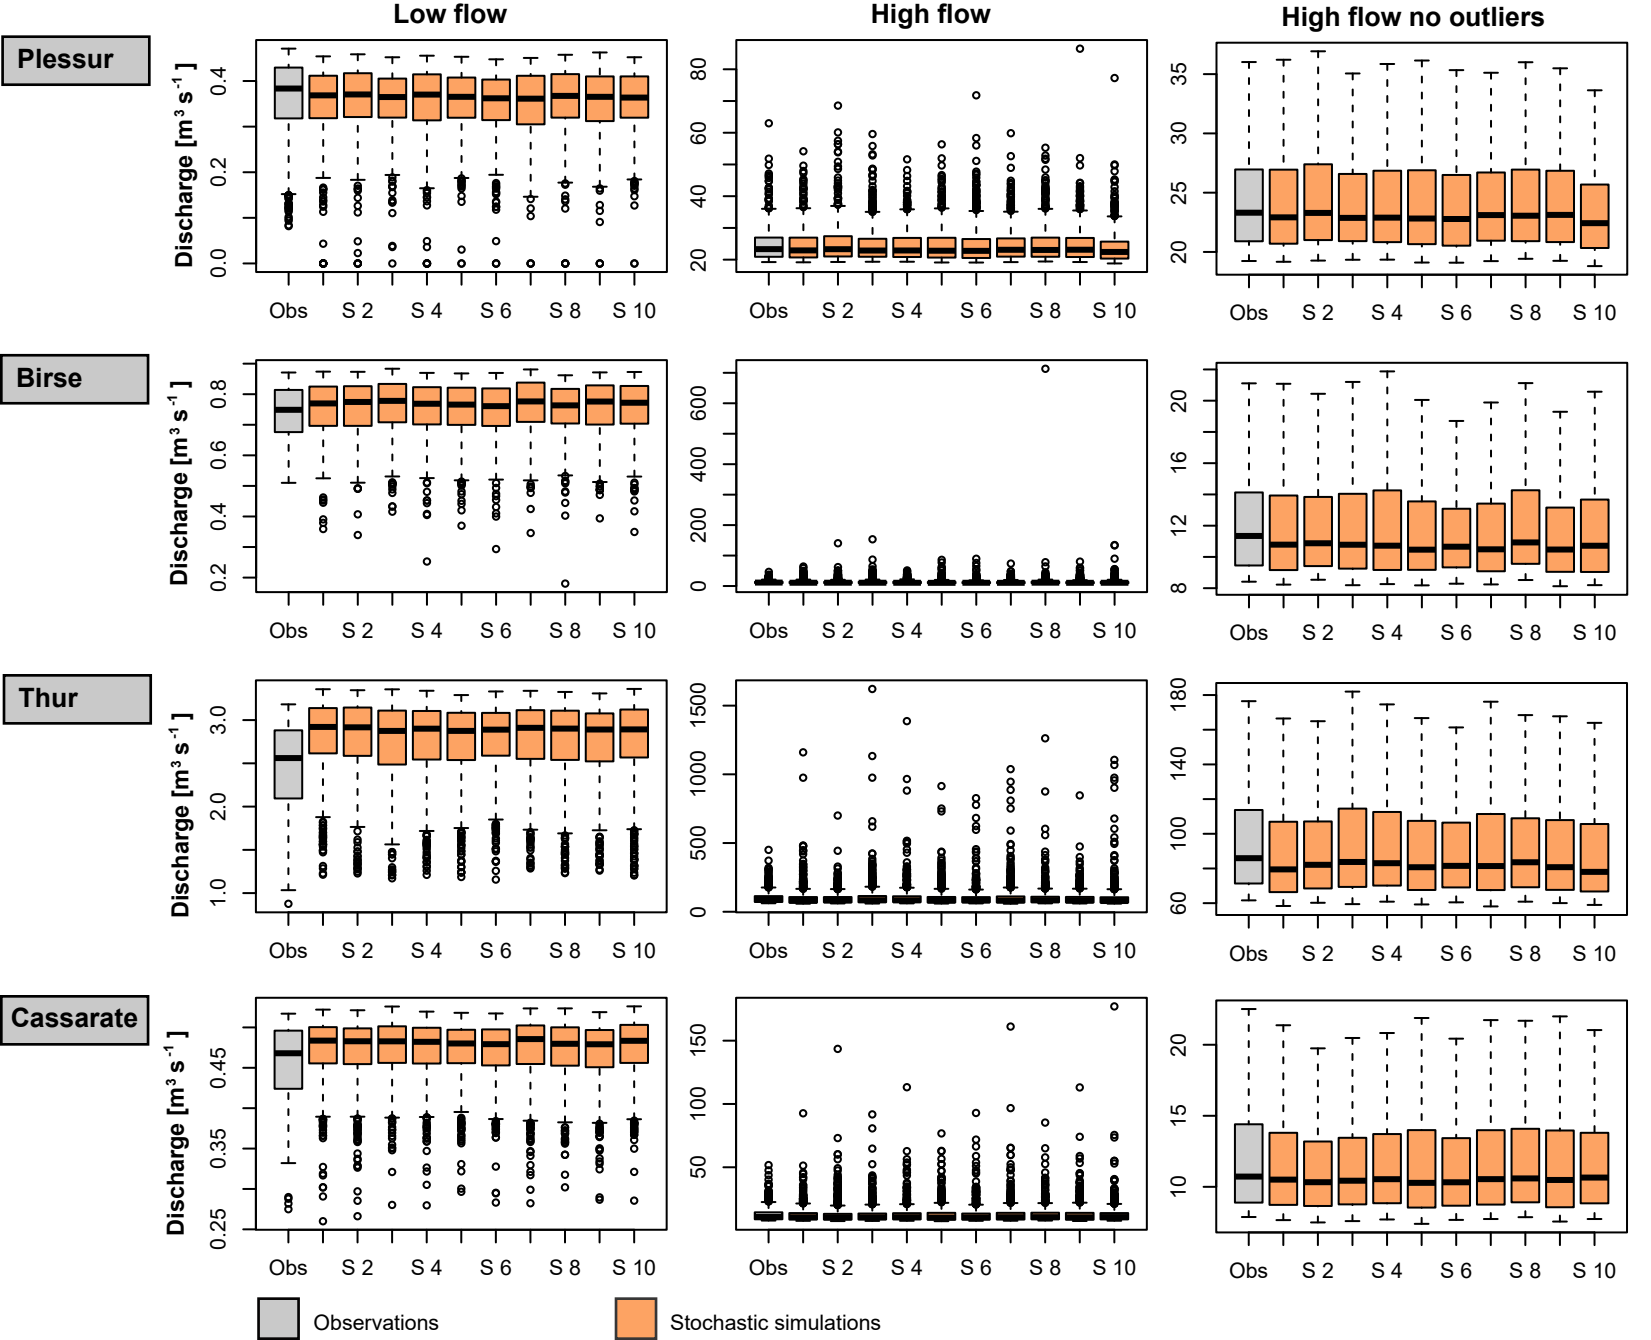 Low flow
High flow
High flow no outliers
Plessur
Discharge [m³ s⁻¹]
0.0 0.2 0.4
Obs S 2 S 4 S 6 S 8 S 10
20 40 60 80
Obs S 2 S 4 S 6 S 8 S 10
20 25 30 35
Obs S 2 S 4 S 6 S 8 S 10
Birse
Discharge [m³ s⁻¹]
0.2 0.4 0.6 0.8
Obs S 2 S 4 S 6 S 8 S 10
0 200 400 600
Obs S 2 S 4 S 6 S 8 S 10
8 12 16 20
Obs S 2 S 4 S 6 S 8 S 10
Thur
Discharge [m³ s⁻¹]
1.0 2.0 3.0
Obs S 2 S 4 S 6 S 8 S 10
0 500 1000 1500
Obs S 2 S 4 S 6 S 8 S 10
60 100 140 180
Obs S 2 S 4 S 6 S 8 S 10
Cassarate
Discharge [m³ s⁻¹]
0.25 0.35 0.45
Obs S 2 S 4 S 6 S 8 S 10
50 100 150
Obs S 2 S 4 S 6 S 8 S 10
10 15 20
Obs S 2 S 4 S 6 S 8 S 10
Observations
Stochastic simulations